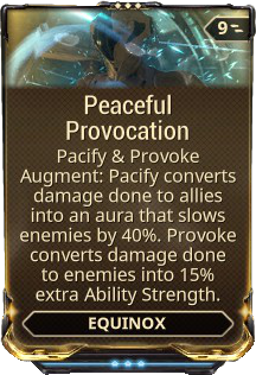 9
Peaceful
Provocation
Pacify & Provoke
Augment: Pacify converts
damage done to allies
into an aura that slows
enemies by 40%. Provoke
converts damage done
to enemies into 15%
extra Ability Strength.
EQUINOX